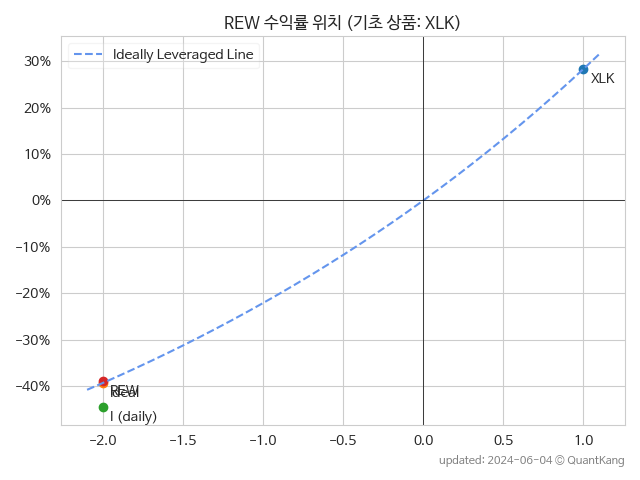 REW 수익률 위치 (기초 상품: XLK)
Ideally Leveraged Line
30%
20%
10%
0%
-10%
-20%
-30%
-40%
XLK
REW
Ideal
I (daily)
-2.0 -1.5 -1.0 -0.5 0.0 0.5 1.0
updated: 2024-06-04 © QuantKang